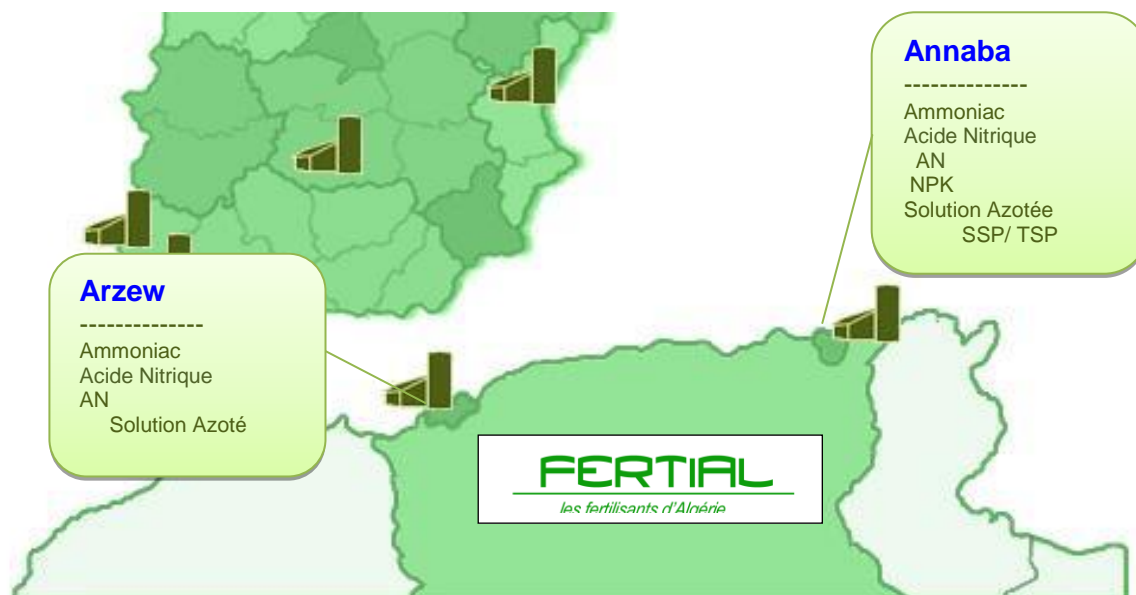 Annaba
--------------
Ammoniac
Acide Nitrique
AN
NPK
Solution Azotée
SSP/ TSP
Arzew
--------------
Ammoniac
Acide Nitrique
AN
Solution Azoté
FERTIAL
les fertilisants d'Algérie